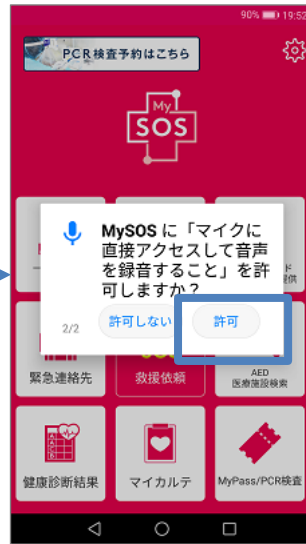 90% 19:52
PCR検査予約はこちら
My
SOS
MySOS に「マイクに
直接アクセスして音声
を録音すること」を許
可しますか？
2/2
許可しない
許可
緊急連絡先
救援依頼
AED
医療施設検索
健康診断結果
マイカルテ
MyPass/PCR検査